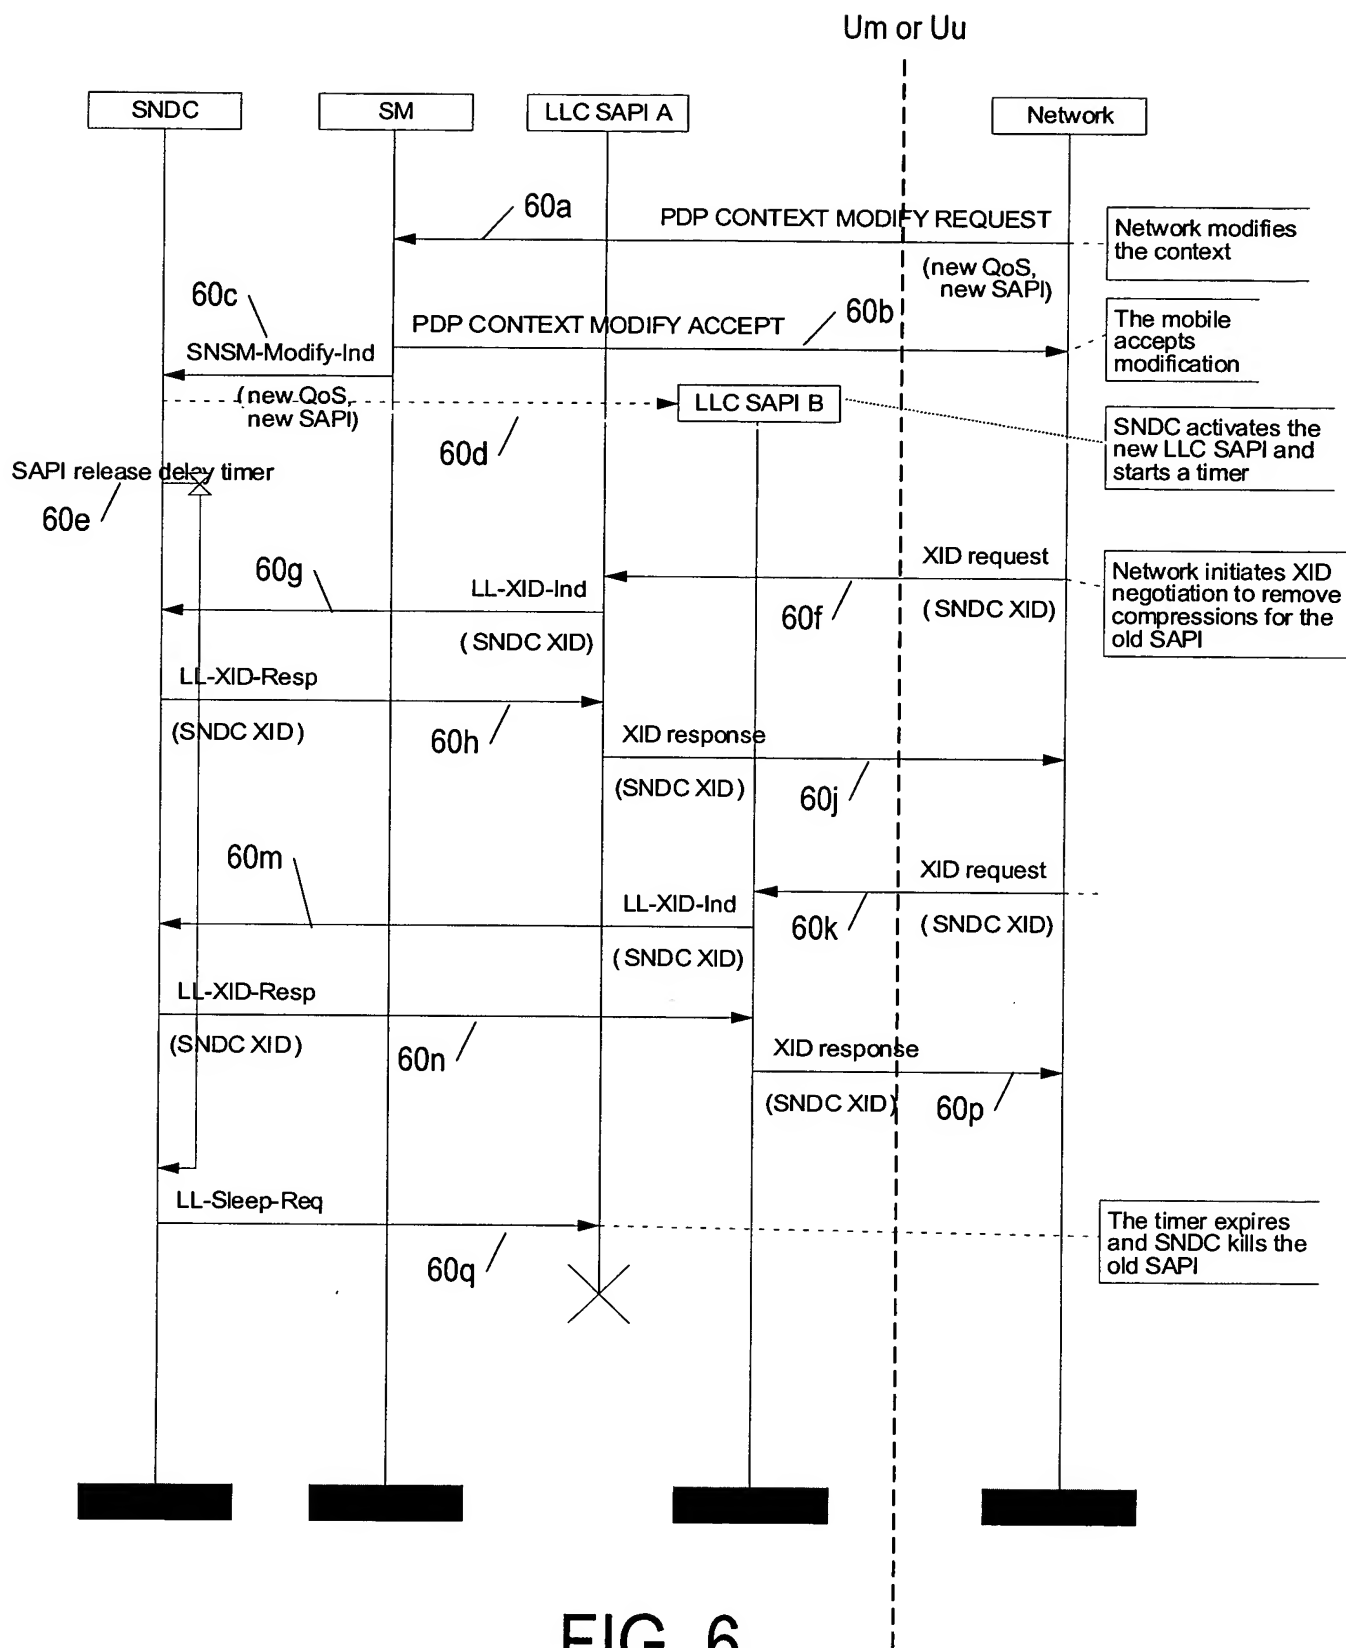 Um or Uu
SNDC
SM
LLC SAPI A
Network
60a
PDP CONTEXT MODIFY REQUEST
Network modifies
the context
(new QoS,
new SAPI)
60c
60b
PDP CONTEXT MODIFY ACCEPT
The mobile
accepts
modification
SNSM-Modify-Ind
(new QoS,
new SAPI)
LLC SAPI B
60d
SNDC activates the
new LLC SAPI and
starts a timer
SAPI release delay timer
60e
XID request
60g
LL-XID-Ind
60f
(SNDC XID)
Network initiates XID
negotiation to remove
compressions for the
old SAPI
(SNDC XID)
LL-XID-Resp
(SNDC XID)
60h
XID response
(SNDC XID)
60j
60m
XID request
LL-XID-Ind
60k
(SNDC XID)
(SNDC XID)
LL-XID-Resp
(SNDC XID)
60n
XID response
(SNDC XID)
60p
LL-Sleep-Req
The timer expires
and SNDC kills the
old SAPI
60q
FIG. 6